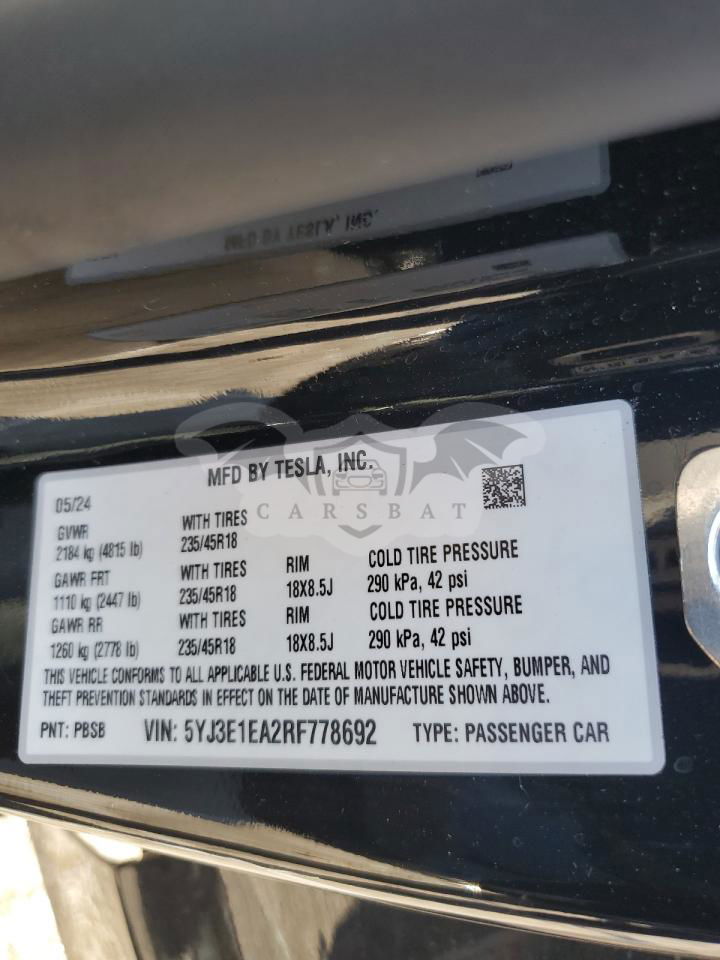 MFD BY TESLA, INC.
CARSBAT
05/24
GVWR WITH TIRES
2184 kg (4815 lb) 235/45R18
GAWR FRT WITH TIRES RIM COLD TIRE PRESSURE
1110 kg (2447 lb) 235/45R18 18X8.5J 290 kPa, 42 psi
GAWR RR WITH TIRES RIM COLD TIRE PRESSURE
1260 kg (2778 lb) 235/45R18 18X8.5J 290 kPa, 42 psi
THIS VEHICLE CONFORMS TO ALL APPLICABLE U.S. FEDERAL MOTOR VEHICLE SAFETY, BUMPER, AND
THEFT PREVENTION STANDARDS IN EFFECT ON THE DATE OF MANUFACTURE SHOWN ABOVE.
PNT: PBSB VIN: 5YJ3E1EA2RF778692 TYPE: PASSENGER CAR